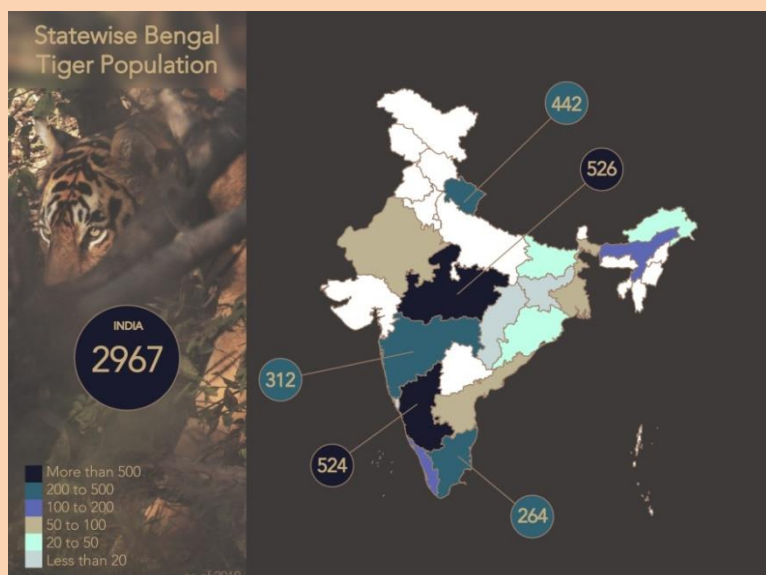 Statewise Bengal
Tiger Population
442
526
INDIA
2967
312
524
264
More than 500
200 to 500
100 to 200
50 to 100
20 to 50
Less than 20